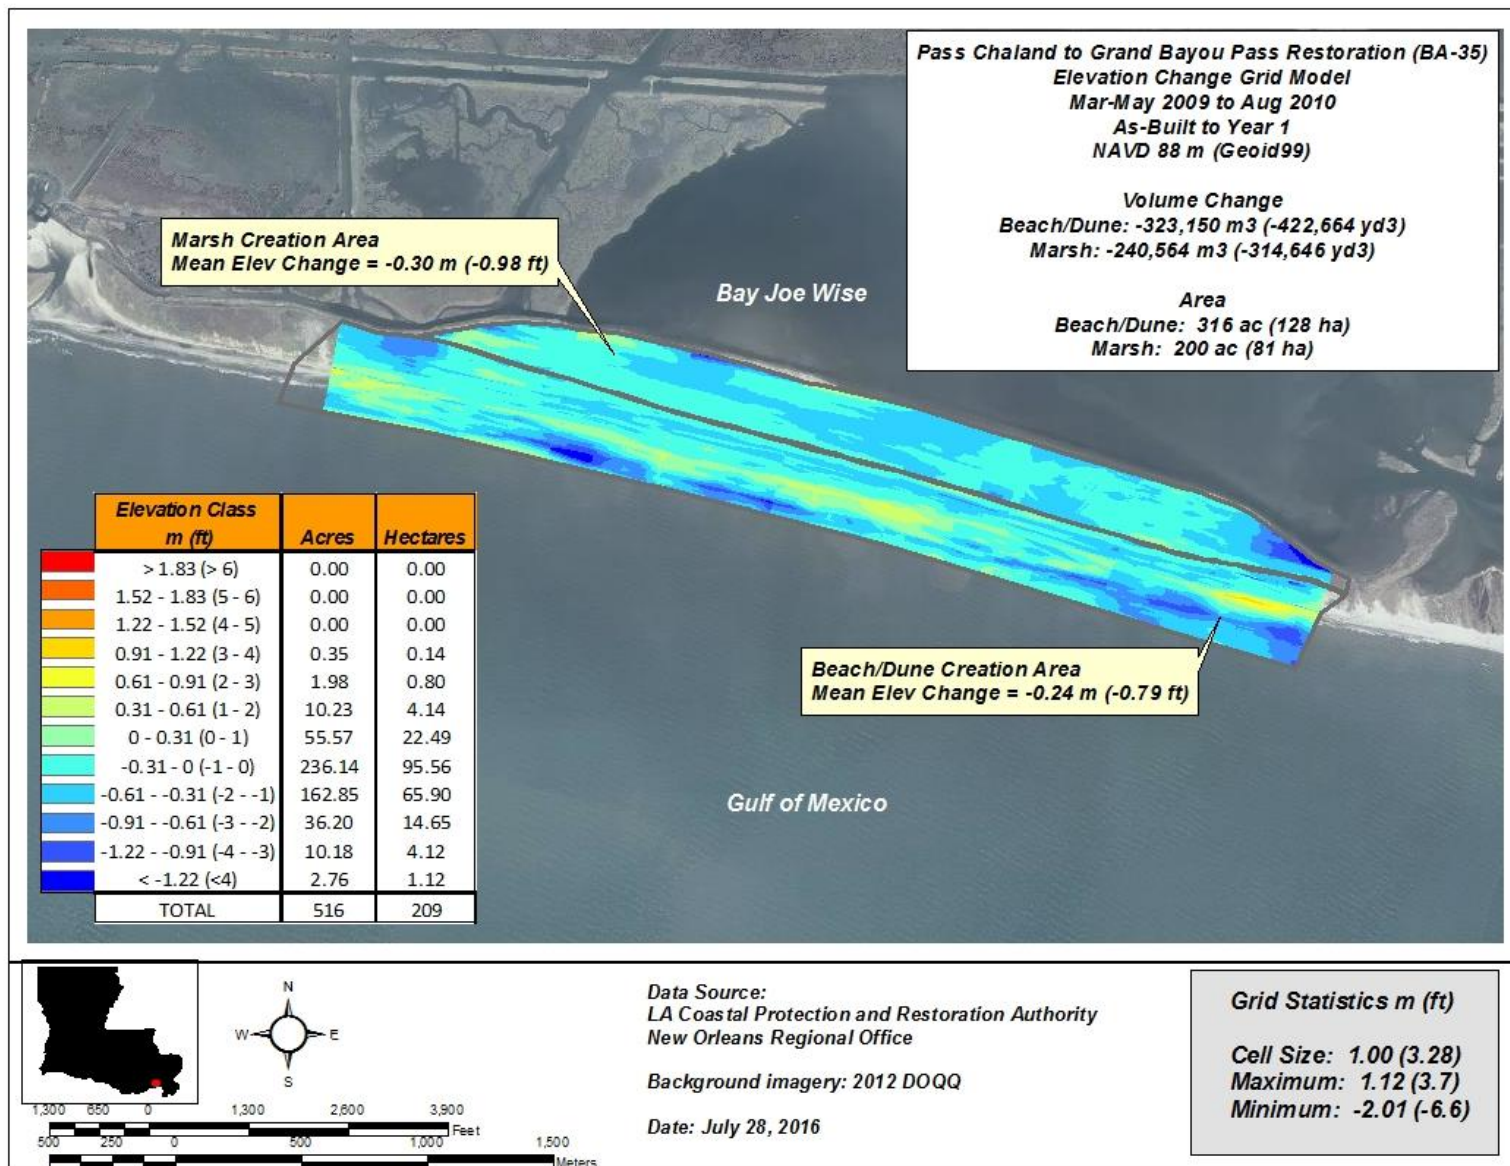 Pass Chaland to Grand Bayou Pass Restoration (BA-35)
Elevation Change Grid Model
Mar-May 2009 to Aug 2010
As-Built to Year 1
NAVD 88 m (Geoid99)
Volume Change
Beach/Dune: -323,150 m3 (-422,664 yd3)
Marsh: -240,564 m3 (-314,646 yd3)
Area
Beach/Dune: 316 ac (128 ha)
Marsh: 200 ac (81 ha)
Marsh Creation Area
Mean Elev Change = -0.30 m (-0.98 ft)
Bay Joe Wise
Beach/Dune Creation Area
Mean Elev Change = -0.24 m (-0.79 ft)
Gulf of Mexico
Elevation Class
m (ft) Acres Hectares
> 1.83 (> 6) 0.00 0.00
1.52 - 1.83 (5 - 6) 0.00 0.00
1.22 - 1.52 (4 - 5) 0.00 0.00
0.91 - 1.22 (3 - 4) 0.35 0.14
0.61 - 0.91 (2 - 3) 1.98 0.80
0.31 - 0.61 (1 - 2) 10.23 4.14
0 - 0.31 (0 - 1) 55.57 22.49
-0.31 - 0 (-1 - 0) 236.14 95.56
-0.61 - -0.31 (-2 - -1) 162.85 65.90
-0.91 - -0.61 (-3 - -2) 36.20 14.65
-1.22 - -0.91 (-4 - -3) 10.18 4.12
< -1.22 (<4) 2.76 1.12
TOTAL 516 209
N
W E
S
1,300 650 0 1,300 2,600 3,900
Feet
500 250 0 500 1,000 1,500
Meters
Data Source:
LA Coastal Protection and Restoration Authority
New Orleans Regional Office
Background imagery: 2012 DOQQ
Date: July 28, 2016
Grid Statistics m (ft)
Cell Size: 1.00 (3.28)
Maximum: 1.12 (3.7)
Minimum: -2.01 (-6.6)